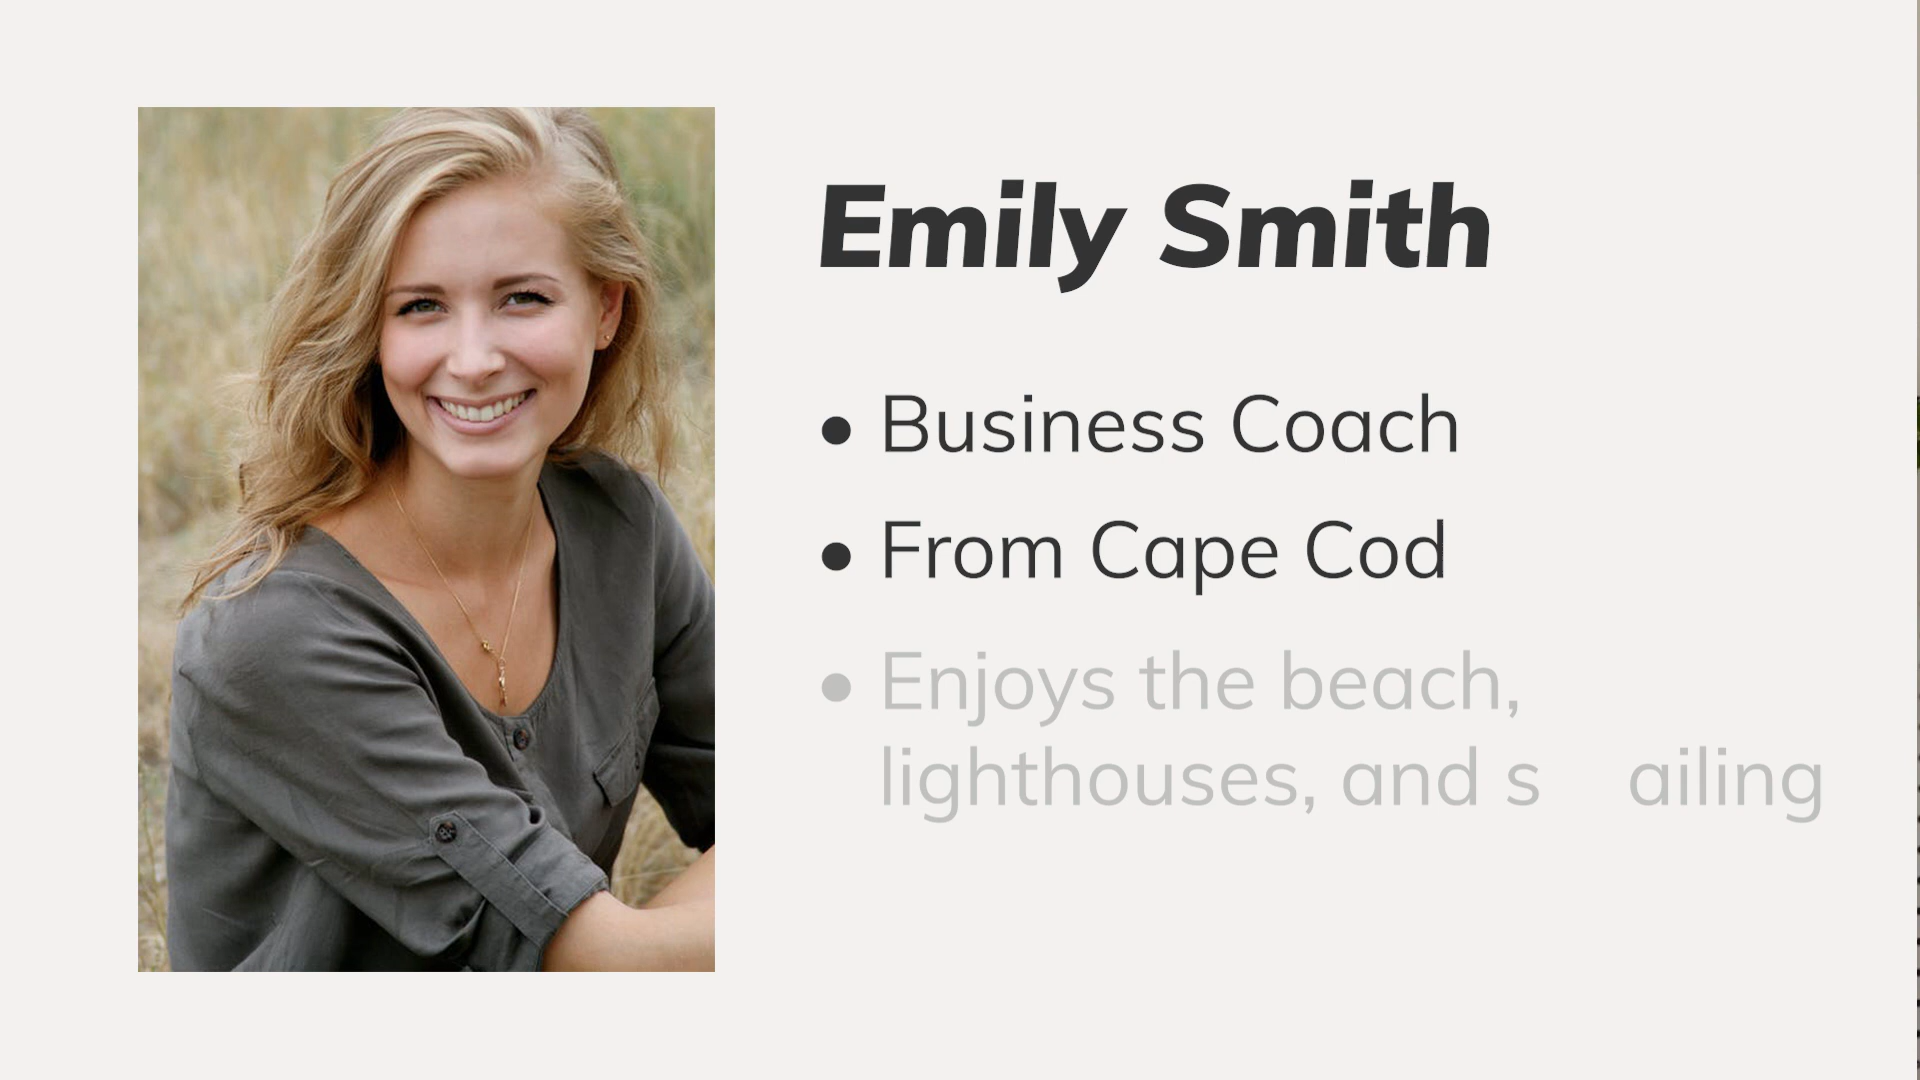 Emily Smith
• Business Coach
• From Cape Cod
• Enjoys the beach,
lighthouses, and s ailing